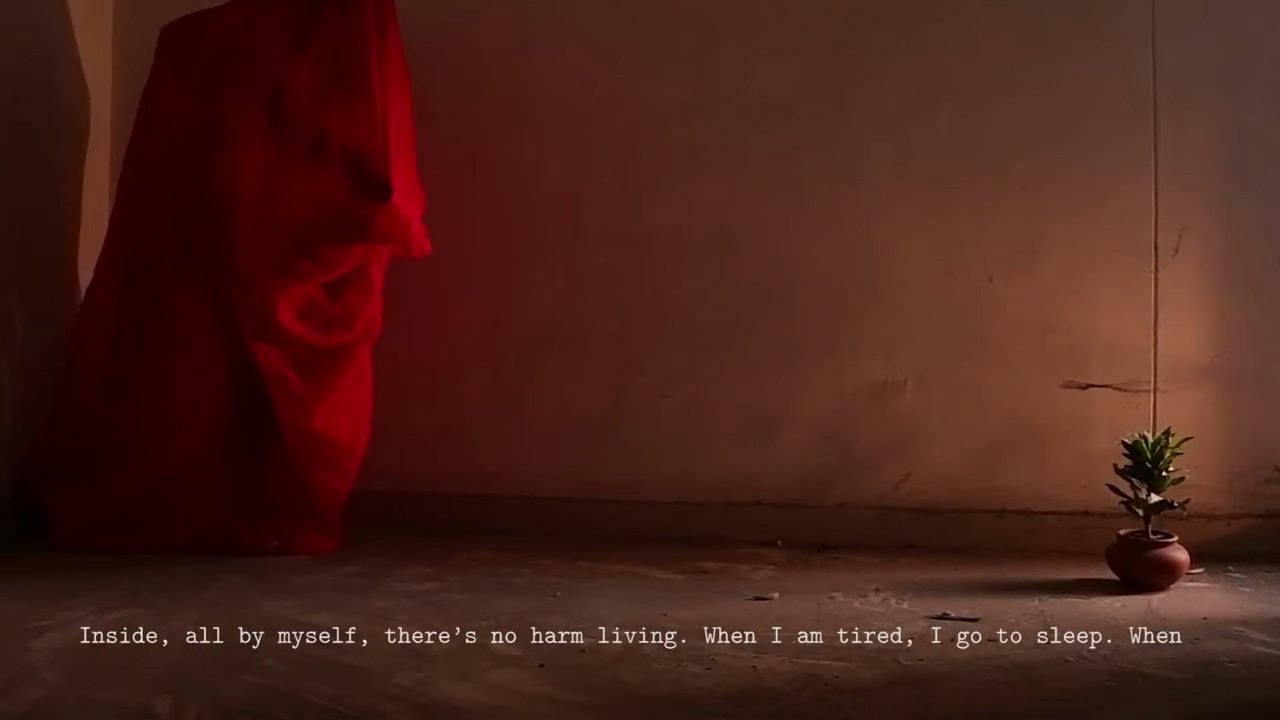 Inside, all by myself, there's no harm living. When I am tired, I go to sleep. When